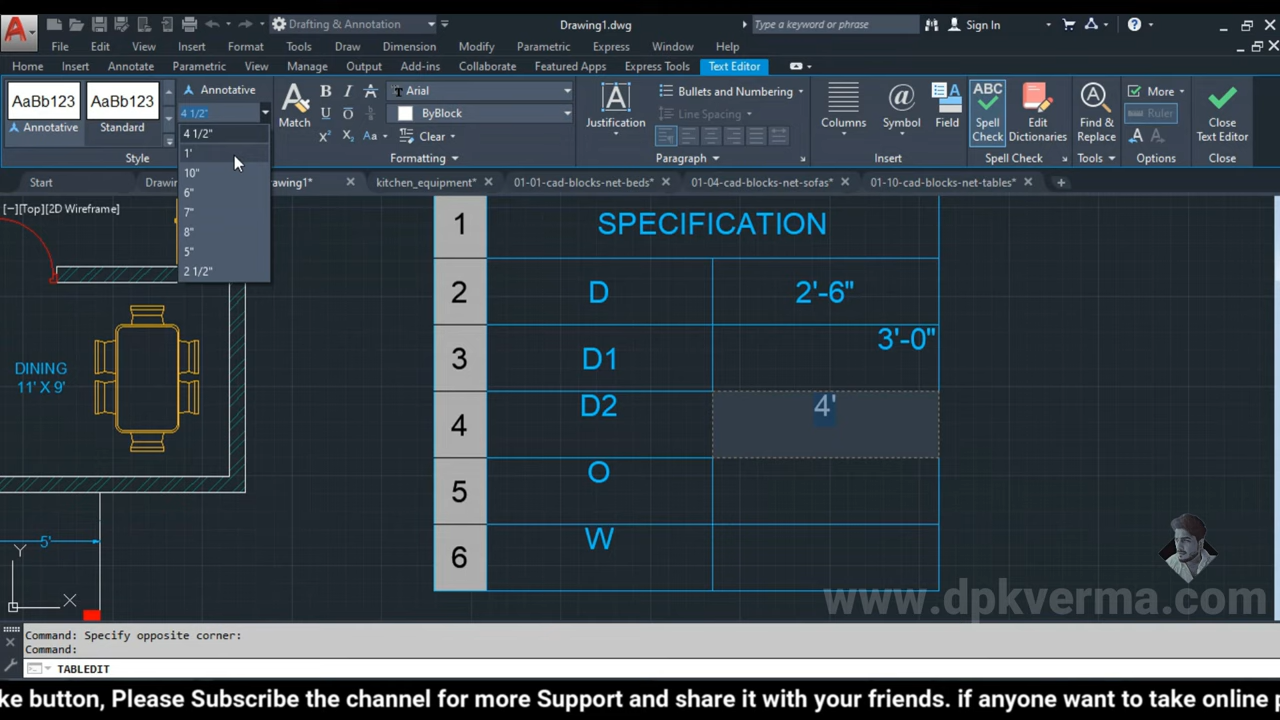 Drafting & Annotation
Drawing1.dwg
Type a keyword or phrase
Sign In
File Edit View Insert Format Tools Draw Dimension Modify Parametric Express Window Help
Home Insert Annotate Parametric View Manage Output Add-ins Collaborate Featured Apps Express Tools Text Editor
AaBb123
Annotative
AaBb123
Standard
Style
Annotative
4 1/2"
4 1/2"
1'
10"
6"
7"
8"
5"
2 1/2"
Match
Arial
ByBlock
Clear
Formatting
Justification
Bullets and Numbering
Line Spacing
Paragraph
Columns
Symbol
Field
Insert
ABC
Spell
Check
Edit
Dictionaries
Spell Check
Find &
Replace
Tools
More
Ruler
Options
Close
Text Editor
Close
Start
Drawin
rawing1*
kitchen_equipment*
01-01-cad-blocks-net-beds*
01-04-cad-blocks-net-sofas*
01-10-cad-blocks-net-tables*
[−][Top][2D Wireframe]
1 SPECIFICATION
2 D 2'-6"
3 D1 3'-0"
4 D2 4'
5 O
6 W
DINING
11' X 9'
5'
Y
X
www.dpkverma.com
Command: Specify opposite corner:
Command:
TABLEDIT
ke button, Please Subscribe the channel for more Support and share it with your friends. if anyone want to take online p